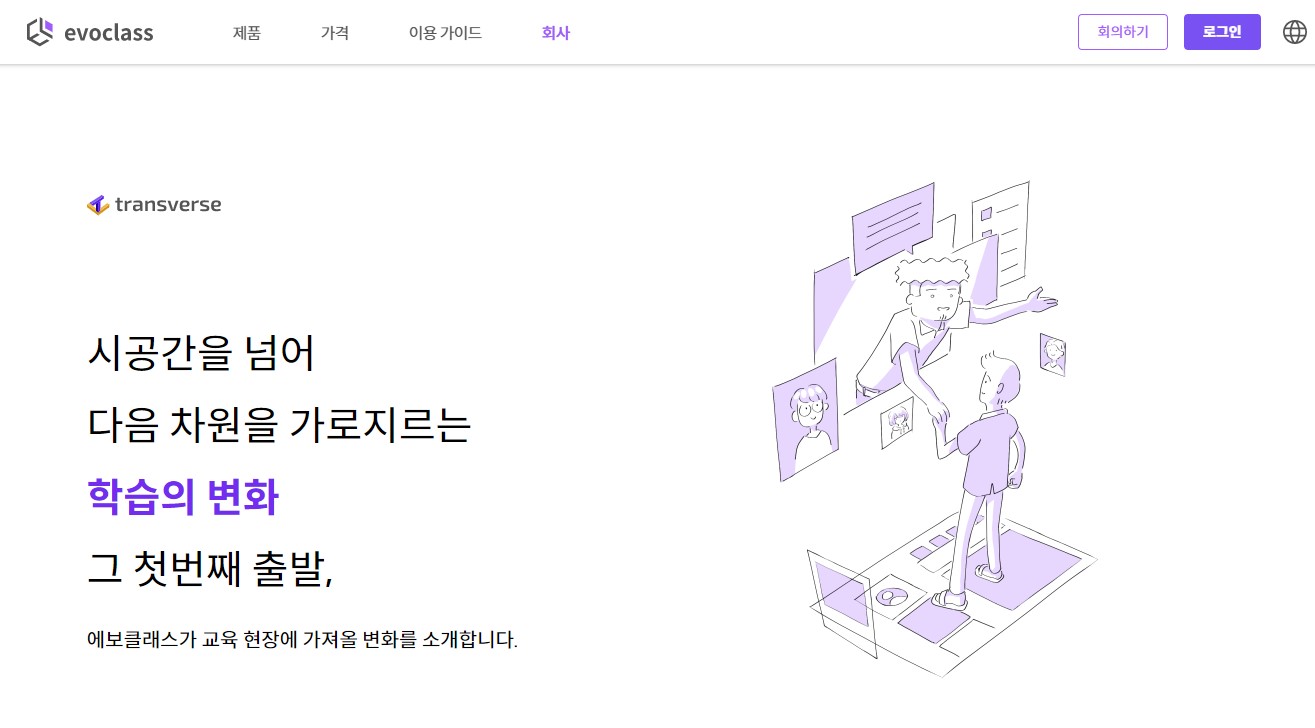 evoclass
제품
가격
이용 가이드
회사
회의하기
로그인
transverse
시공간을 넘어
다음 차원을 가로지르는
학습의 변화
그 첫번째 출발,
에보클래스가 교육 현장에 가져올 변화를 소개합니다.